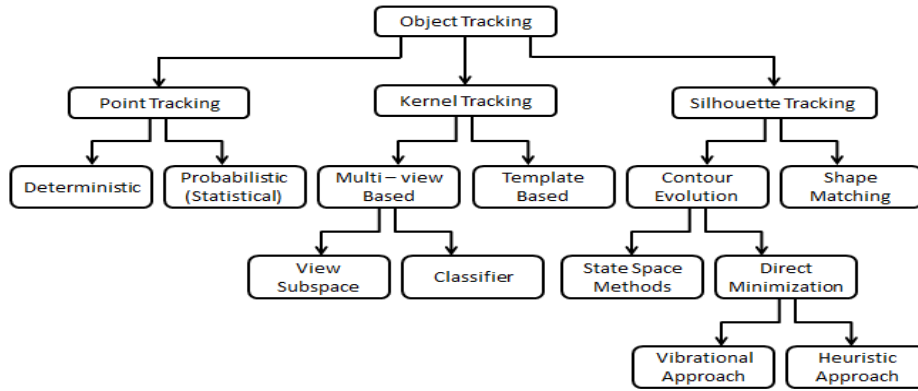 Object Tracking
Point Tracking
Kernel Tracking
Silhouette Tracking
Deterministic
Probabilistic
(Statistical)
Multi – view
Based
Template
Based
Contour
Evolution
Shape
Matching
View
Subspace
Classifier
State Space
Methods
Direct
Minimization
Vibrational
Approach
Heuristic
Approach